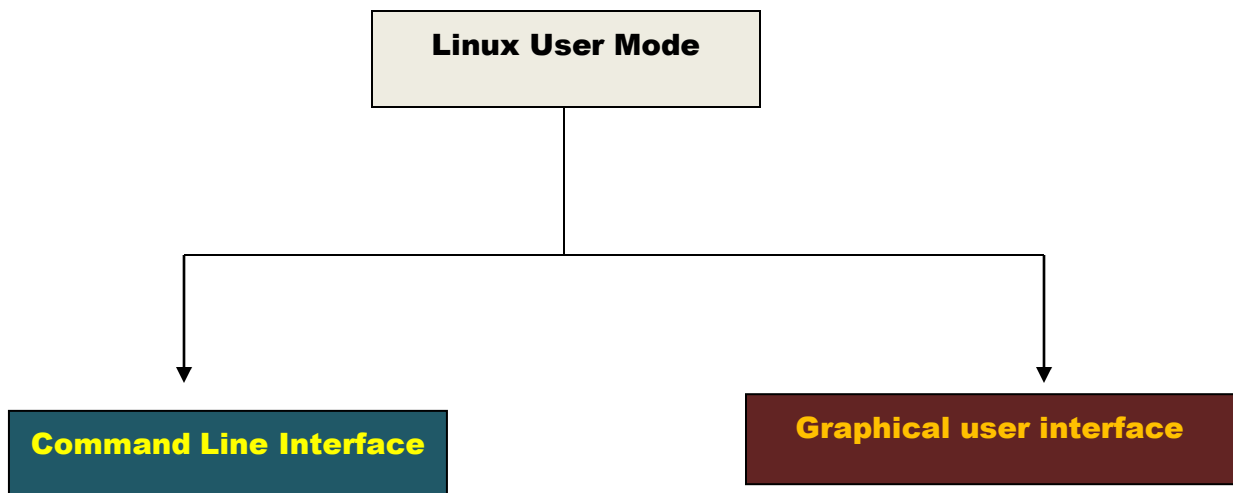 Linux User Mode
Command Line Interface
Graphical user interface